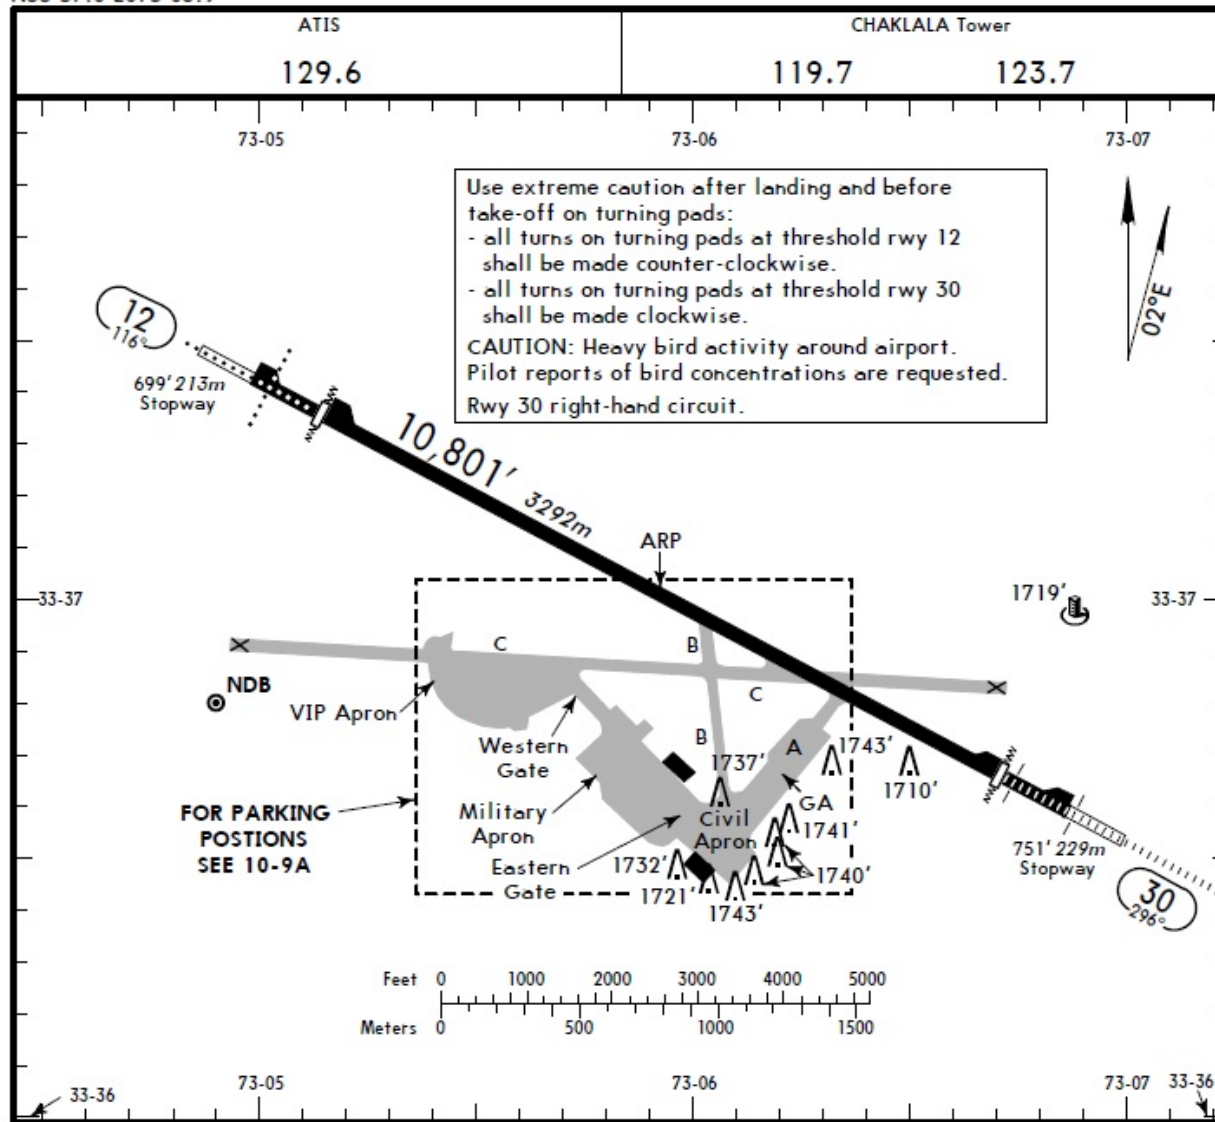 ATIS
129.6
CHAKLALA Tower
119.7 123.7
73-05 73-06 73-07
Use extreme caution after landing and before
take-off on turning pads:
- all turns on turning pads at threshold rwy 12
shall be made counter-clockwise.
- all turns on turning pads at threshold rwy 30
shall be made clockwise.
CAUTION: Heavy bird activity around airport.
Pilot reports of bird concentrations are requested.
Rwy 30 right-hand circuit.
02°E
12
116°
699' 213m
Stopway
10,801' 3292m
ARP
33-37
1719'
33-37
C
B
NDB
C
VIP Apron
Western
Gate
B
A
1743'
1737'
1710'
FOR PARKING
POSTIONS
SEE 10-9A
Military
Apron
GA
Civil
Apron
1741'
Eastern
Gate
1732'
1721'
1743'
1740'
751' 229m
Stopway
30
296°
Feet 0 1000 2000 3000 4000 5000
Meters 0 500 1000 1500
33-36
73-05 73-06 73-07
33-36